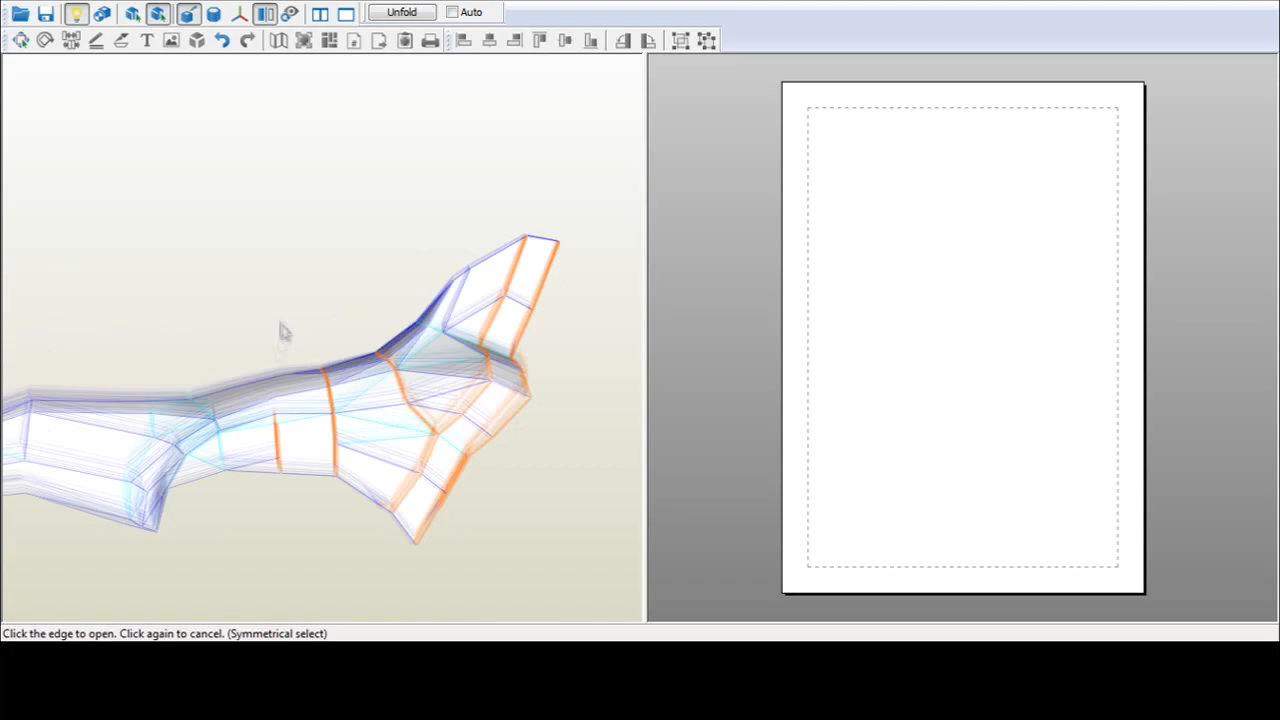 Unfold
Auto
Click the edge to open. Click again to cancel. (Symmetrical select)